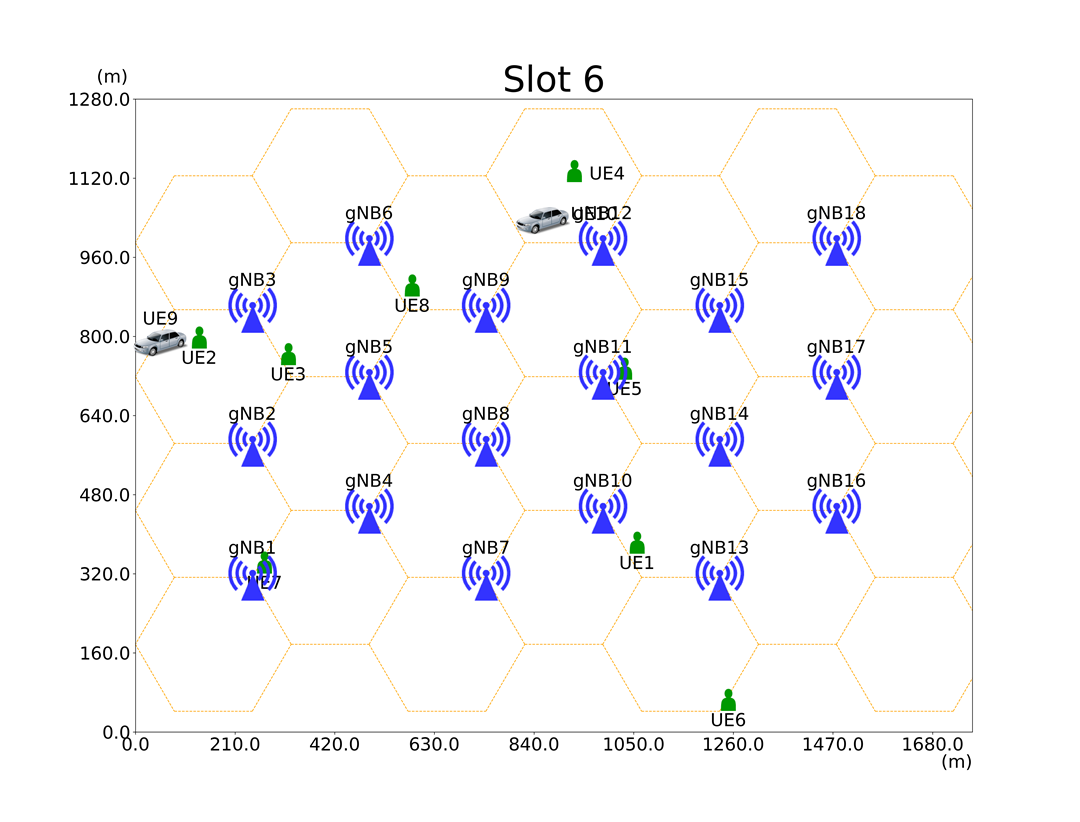 Slot 6
(m)
1280.0
1120.0
960.0
800.0
640.0
480.0
320.0
160.0
0.0
0.0 210.0 420.0 630.0 840.0 1050.0 1260.0 1470.0 1680.0
(m)
UE4
gNB6 UE10 gNB12 gNB18
gNB3 gNB9 gNB15
UE8
UE9
gNB5 gNB11 gNB17
UE2
UE3
UE5
gNB2 gNB8 gNB14
gNB4 gNB10 gNB16
gNB1 gNB7 gNB13
UE1
UE7
UE6